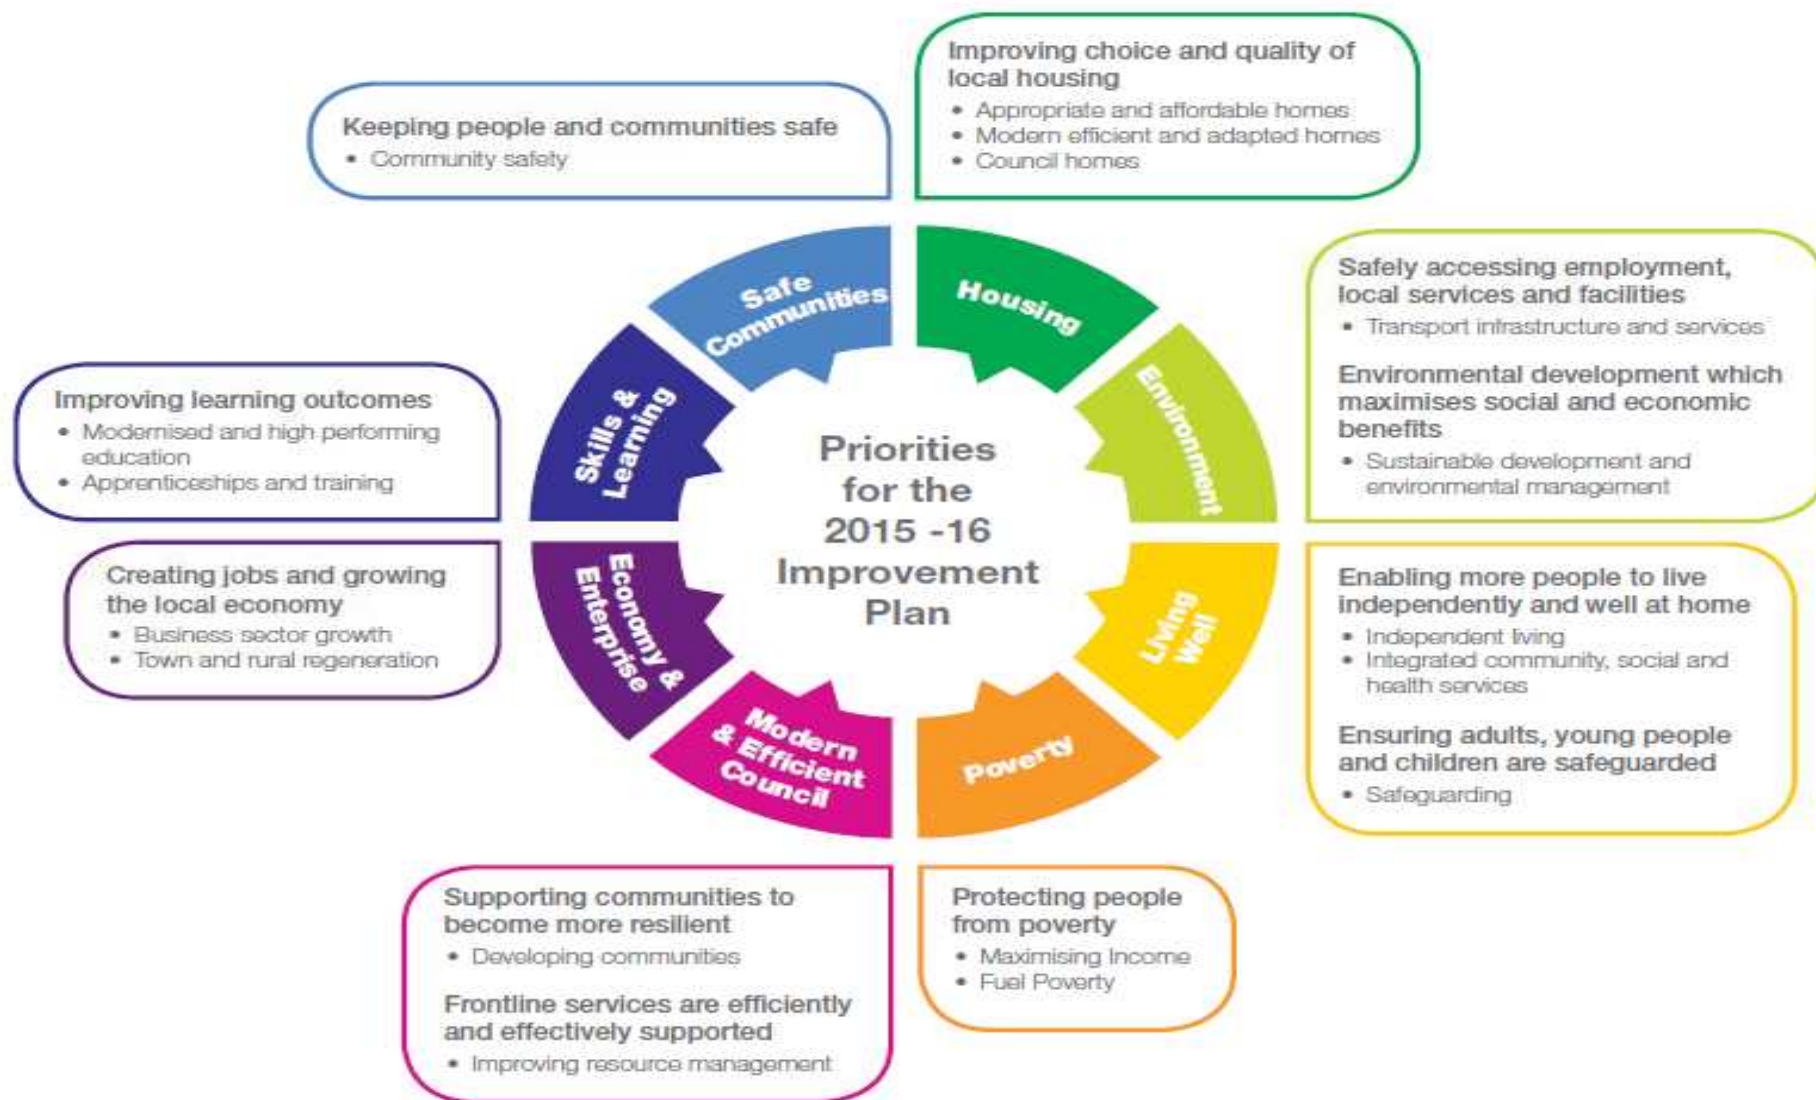 Improving choice and quality of
local housing
• Appropriate and affordable homes
• Modern efficient and adapted homes
• Council homes
Keeping people and communities safe
• Community safety
Safe
Communities
Housing
Safely accessing employment,
local services and facilities
• Transport infrastructure and services
Environmental development which
maximises social and economic
benefits
• Sustainable development and
environmental management
Environment
Skills &
Learning
Improving learning outcomes
• Modernised and high performing
education
• Apprenticeships and training
Priorities
for the
2015 -16
Improvement
Plan
Creating jobs and growing
the local economy
• Business sector growth
• Town and rural regeneration
Economy &
Enterprise
Living
Well
Enabling more people to live
independently and well at home
• Independent living
• Integrated community, social and
health services
Ensuring adults, young people
and children are safeguarded
• Safeguarding
Modern
& Efficient
Council
Poverty
Supporting communities to
become more resilient
• Developing communities
Frontline services are efficiently
and effectively supported
• Improving resource management
Protecting people
from poverty
• Maximising Income
• Fuel Poverty